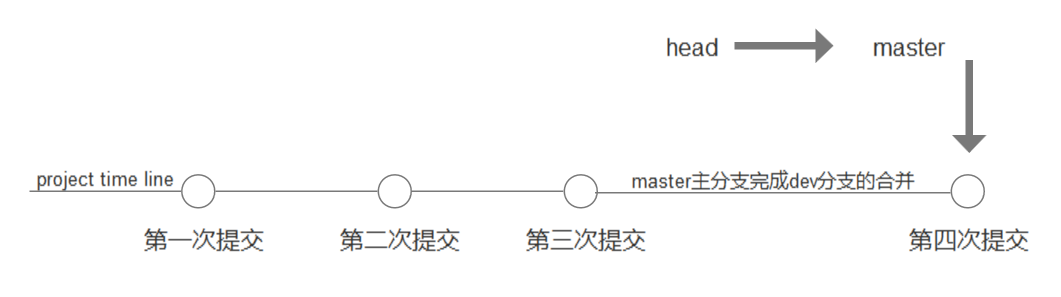 head
master
project time line
master主分支完成dev分支的合并
第一次提交
第二次提交
第三次提交
第四次提交